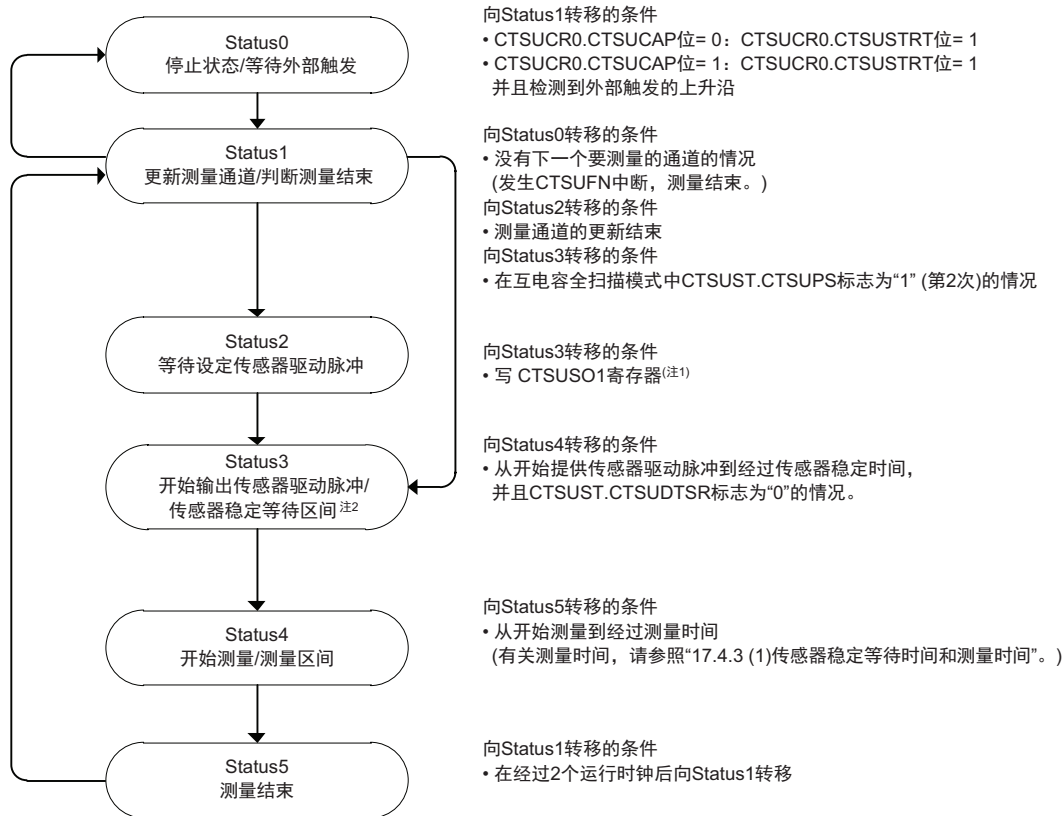 Status0
停止状态/等待外部触发
向Status1转移的条件
• CTSUCR0.CTSUCAP位= 0：CTSUCR0.CTSUSTRT位= 1
• CTSUCR0.CTSUCAP位= 1：CTSUCR0.CTSUSTRT位= 1
并且检测到外部触发的上升沿
Status1
更新测量通道/判断测量结束
向Status0转移的条件
• 没有下一个要测量的通道的情况
(发生CTSUFN中断，测量结束。)
向Status2转移的条件
• 测量通道的更新结束
向Status3转移的条件
• 在互电容全扫描模式中CTSUST.CTSUPS标志为“1” (第2次)的情况
Status2
等待设定传感器驱动脉冲
向Status3转移的条件
• 写 CTSUSO1寄存器(注1)
Status3
开始输出传感器驱动脉冲/
传感器稳定等待区间 注2
向Status4转移的条件
• 从开始提供传感器驱动脉冲到经过传感器稳定时间，
并且CTSUST.CTSUDTSR标志为“0”的情况。
Status4
开始测量/测量区间
向Status5转移的条件
• 从开始测量到经过测量时间
(有关测量时间，请参照“17.4.3 (1)传感器稳定等待时间和测量时间”。)
Status5
测量结束
向Status1转移的条件
• 在经过2个运行时钟后向Status1转移